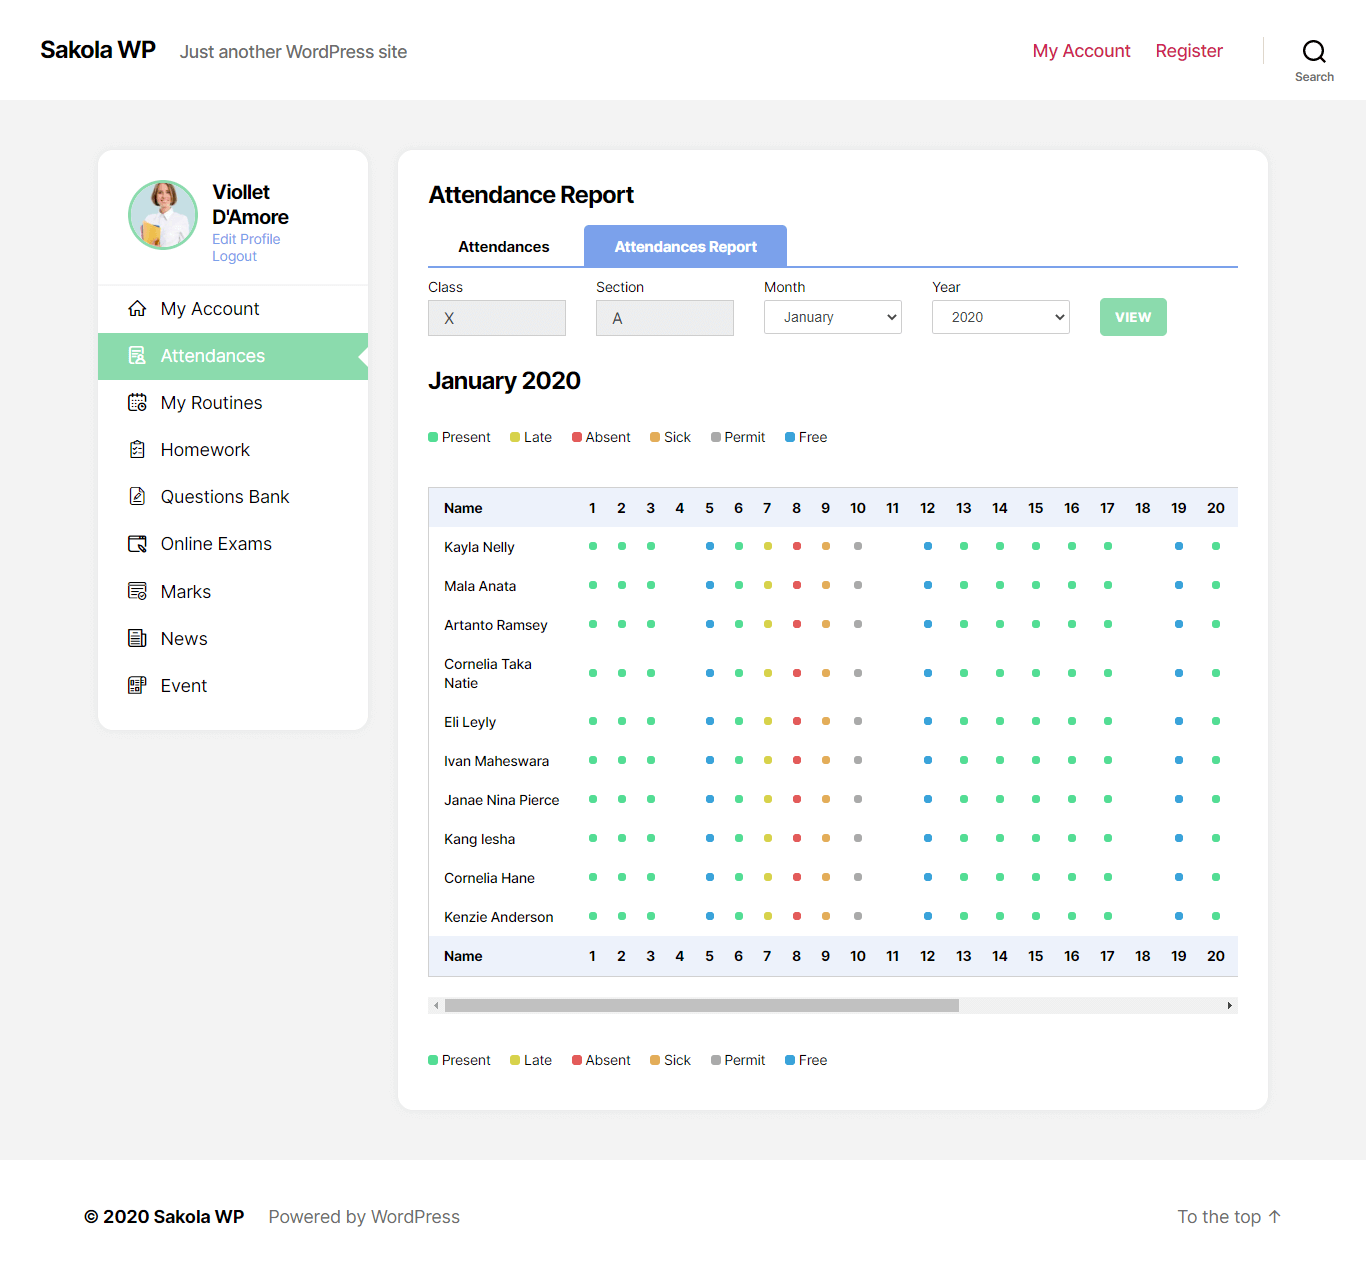 Sakola WP Just another WordPress site My Account Register
Search
Viollet
D'Amore
Edit Profile
Logout
My Account
Attendances
My Routines
Homework
Questions Bank
Online Exams
Marks
News
Event
Attendance Report
Attendances Attendances Report
Class Section Month Year
X A January 2020 VIEW
January 2020
Present Late Absent Sick Permit Free
Name 1 2 3 4 5 6 7 8 9 10 11 12 13 14 15 16 17 18 19 20
Kayla Nelly
Mala Anata
Artanto Ramsey
Cornelia Taka
Natie
Eli Leyly
Ivan Maheswara
Janae Nina Pierce
Kang Iesha
Cornelia Hane
Kenzie Anderson
Name 1 2 3 4 5 6 7 8 9 10 11 12 13 14 15 16 17 18 19 20
Present Late Absent Sick Permit Free
© 2020 Sakola WP Powered by WordPress To the top ↑